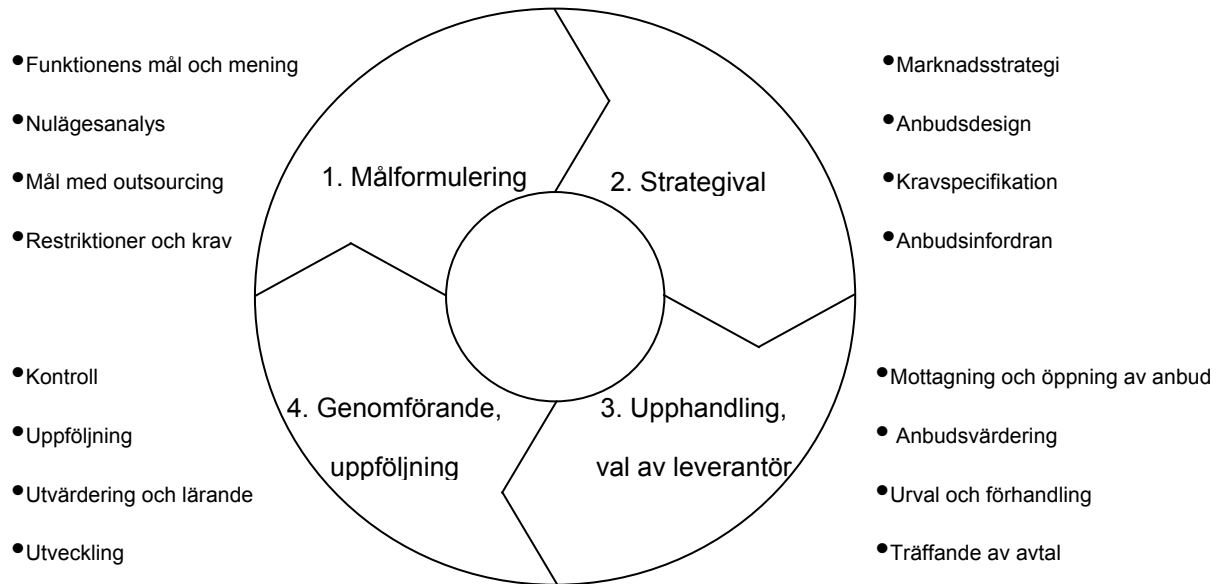 •Funktionens mål och mening
•Nulägesanalys
•Mål med outsourcing
•Restriktioner och krav
1. Målformulering
2. Strategival
•Marknadsstrategi
•Anbudsdesign
•Kravspecifikation
•Anbudsinfordran
•Kontroll
•Uppföljning
•Utvärdering och lärande
•Utveckling
4. Genomförande,
uppföljning
3. Upphandling,
val av leverantör
•Mottagning och öppning av anbud
• Anbudsvärdering
•Urval och förhandling
•Träffande av avtal